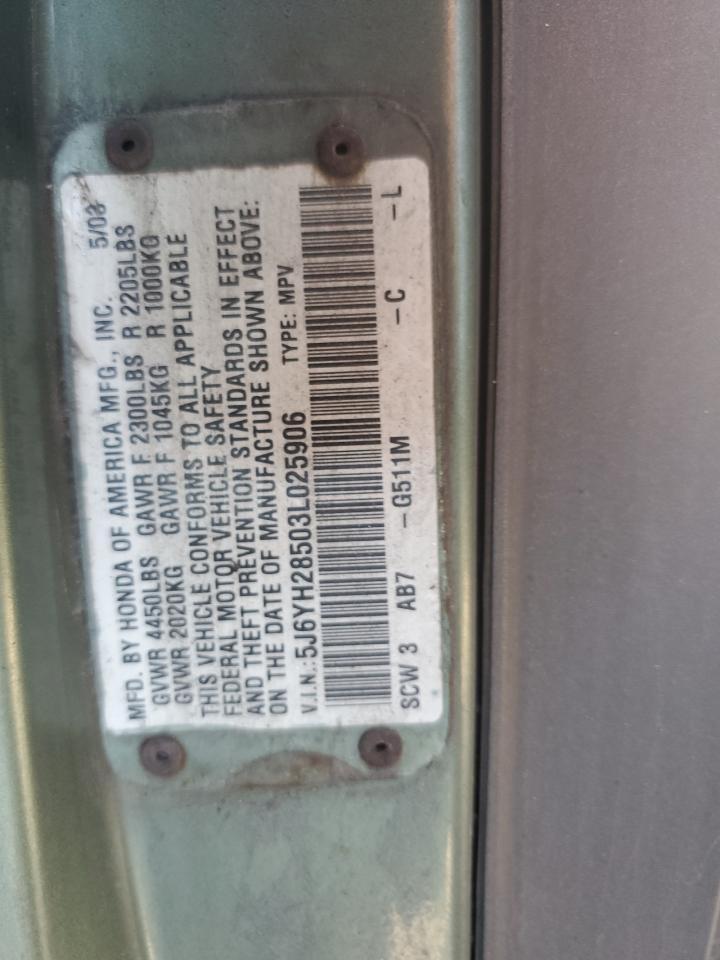 MFD. BY HONDA OF AMERICA MFG., INC. 5/03
GVWR 4450LBS GAWR F 2300LBS R 2205LBS
GVWR 2020KG GAWR F 1045KG R 1000KG
THIS VEHICLE CONFORMS TO ALL APPLICABLE
FEDERAL MOTOR VEHICLE SAFETY
AND THEFT PREVENTION STANDARDS IN EFFECT
ON THE DATE OF MANUFACTURE SHOWN ABOVE:
V.I.N.:5J6YH28503L025906 TYPE: MPV
SCW 3 AB7 -G511M -C -L